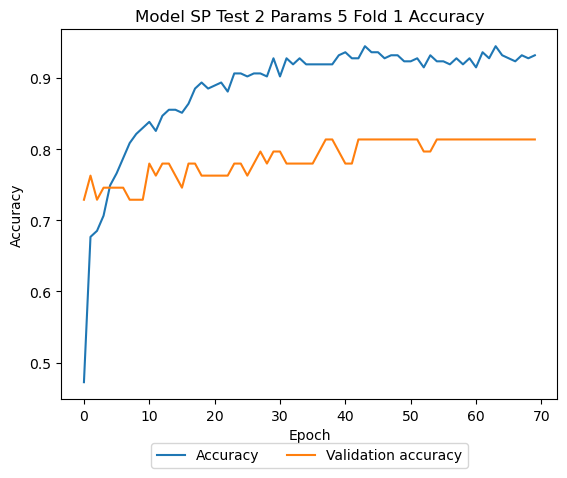 Model SP Test 2 Params 5 Fold 1 Accuracy
0.9
0.8
0.7
0.6
0.5
Accuracy
0 10 20 30 40 50 60 70
Epoch
Accuracy Validation accuracy